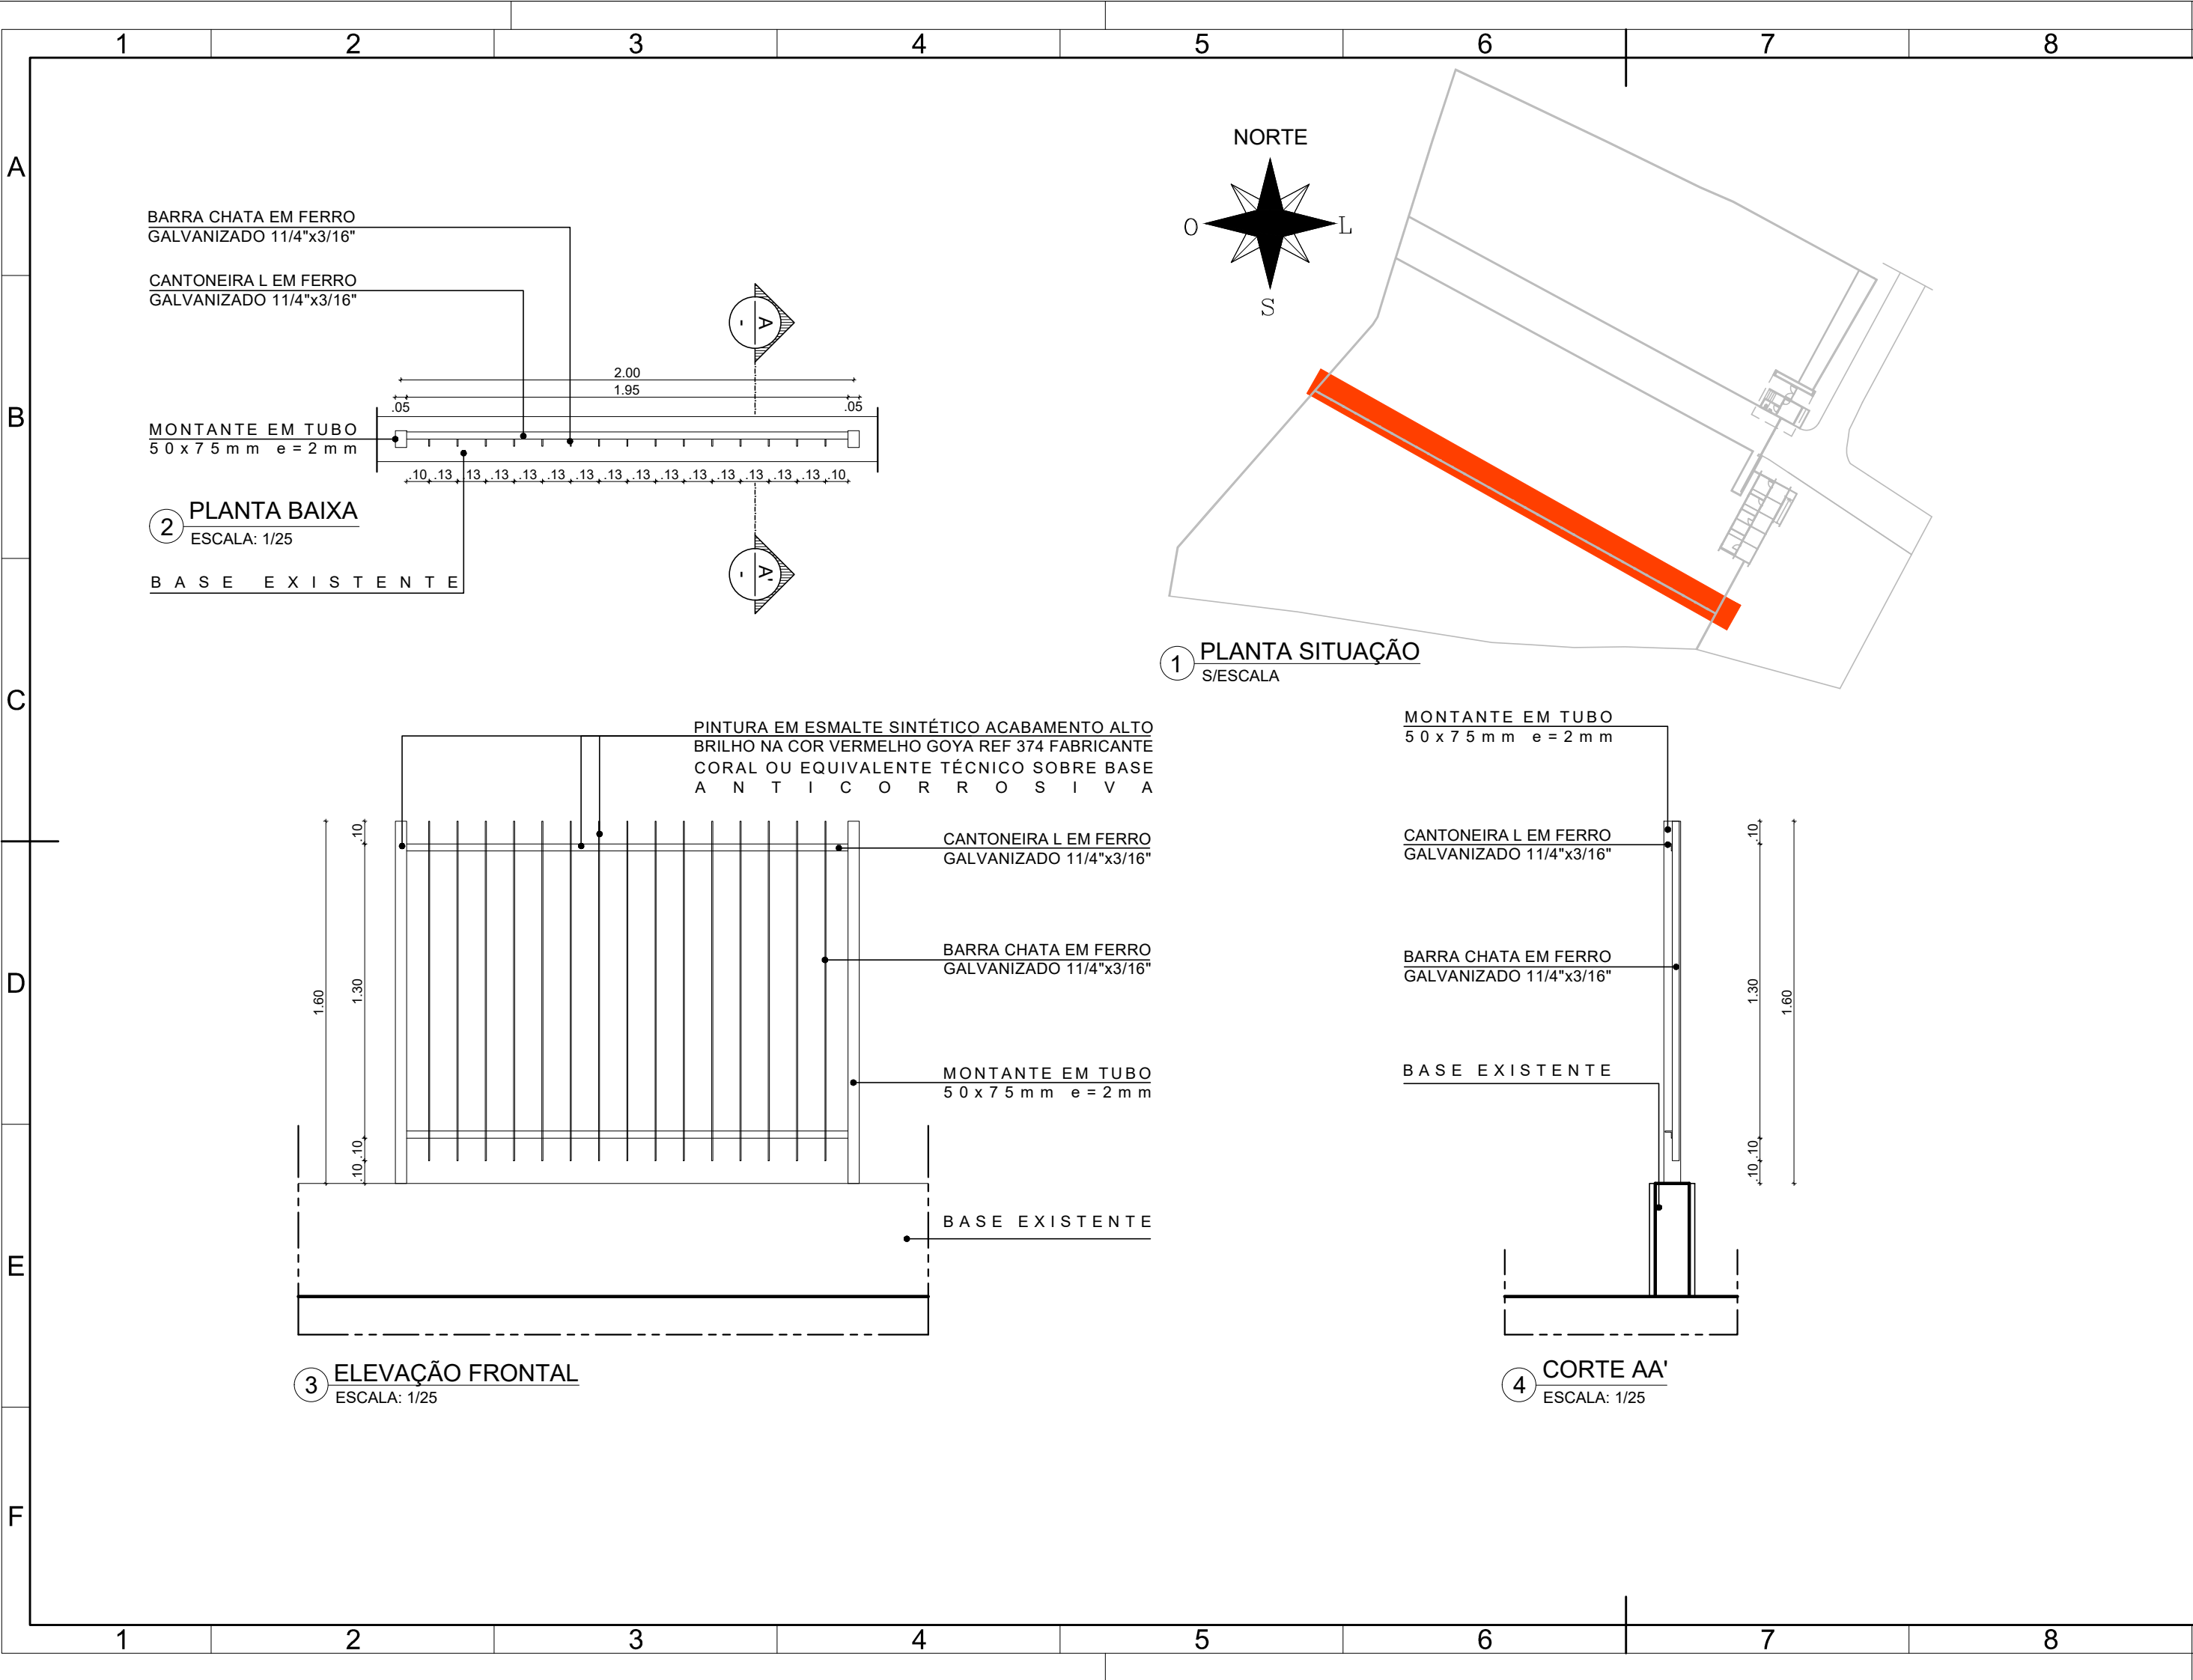 1 2 3 4 5 6 7 8
A
B
C
D
E
F
BARRA CHATA EM FERRO
GALVANIZADO 11/4"x3/16"
CANTONEIRA L EM FERRO
GALVANIZADO 11/4"x3/16"
MONTANTE EM TUBO
50x75mm e=2mm
A
-
2.00
1.95
.05
.05
.10 .13 .13 .13 .13 .13 .13 .13 .13 .13 .13 .13 .13 .13 .13 .10
2 PLANTA BAIXA
ESCALA: 1/25
BASE EXISTENTE
A'
-
NORTE
O
L
S
1 PLANTA SITUAÇÃO
S/ESCALA
PINTURA EM ESMALTE SINTÉTICO ACABAMENTO ALTO
BRILHO NA COR VERMELHO GOYA REF 374 FABRICANTE
CORAL OU EQUIVALENTE TÉCNICO SOBRE BASE
ANTICORROSIVA
CANTONEIRA L EM FERRO
GALVANIZADO 11/4"x3/16"
BARRA CHATA EM FERRO
GALVANIZADO 11/4"x3/16"
MONTANTE EM TUBO
50x75mm e=2mm
BASE EXISTENTE
1.60
.10
1.30
.10
.10
3 ELEVAÇÃO FRONTAL
ESCALA: 1/25
MONTANTE EM TUBO
50x75mm e=2mm
CANTONEIRA L EM FERRO
GALVANIZADO 11/4"x3/16"
BARRA CHATA EM FERRO
GALVANIZADO 11/4"x3/16"
BASE EXISTENTE
.10
1.30
.10
.10
1.60
4 CORTE AA'
ESCALA: 1/25
1 2 3 4 5 6 7 8